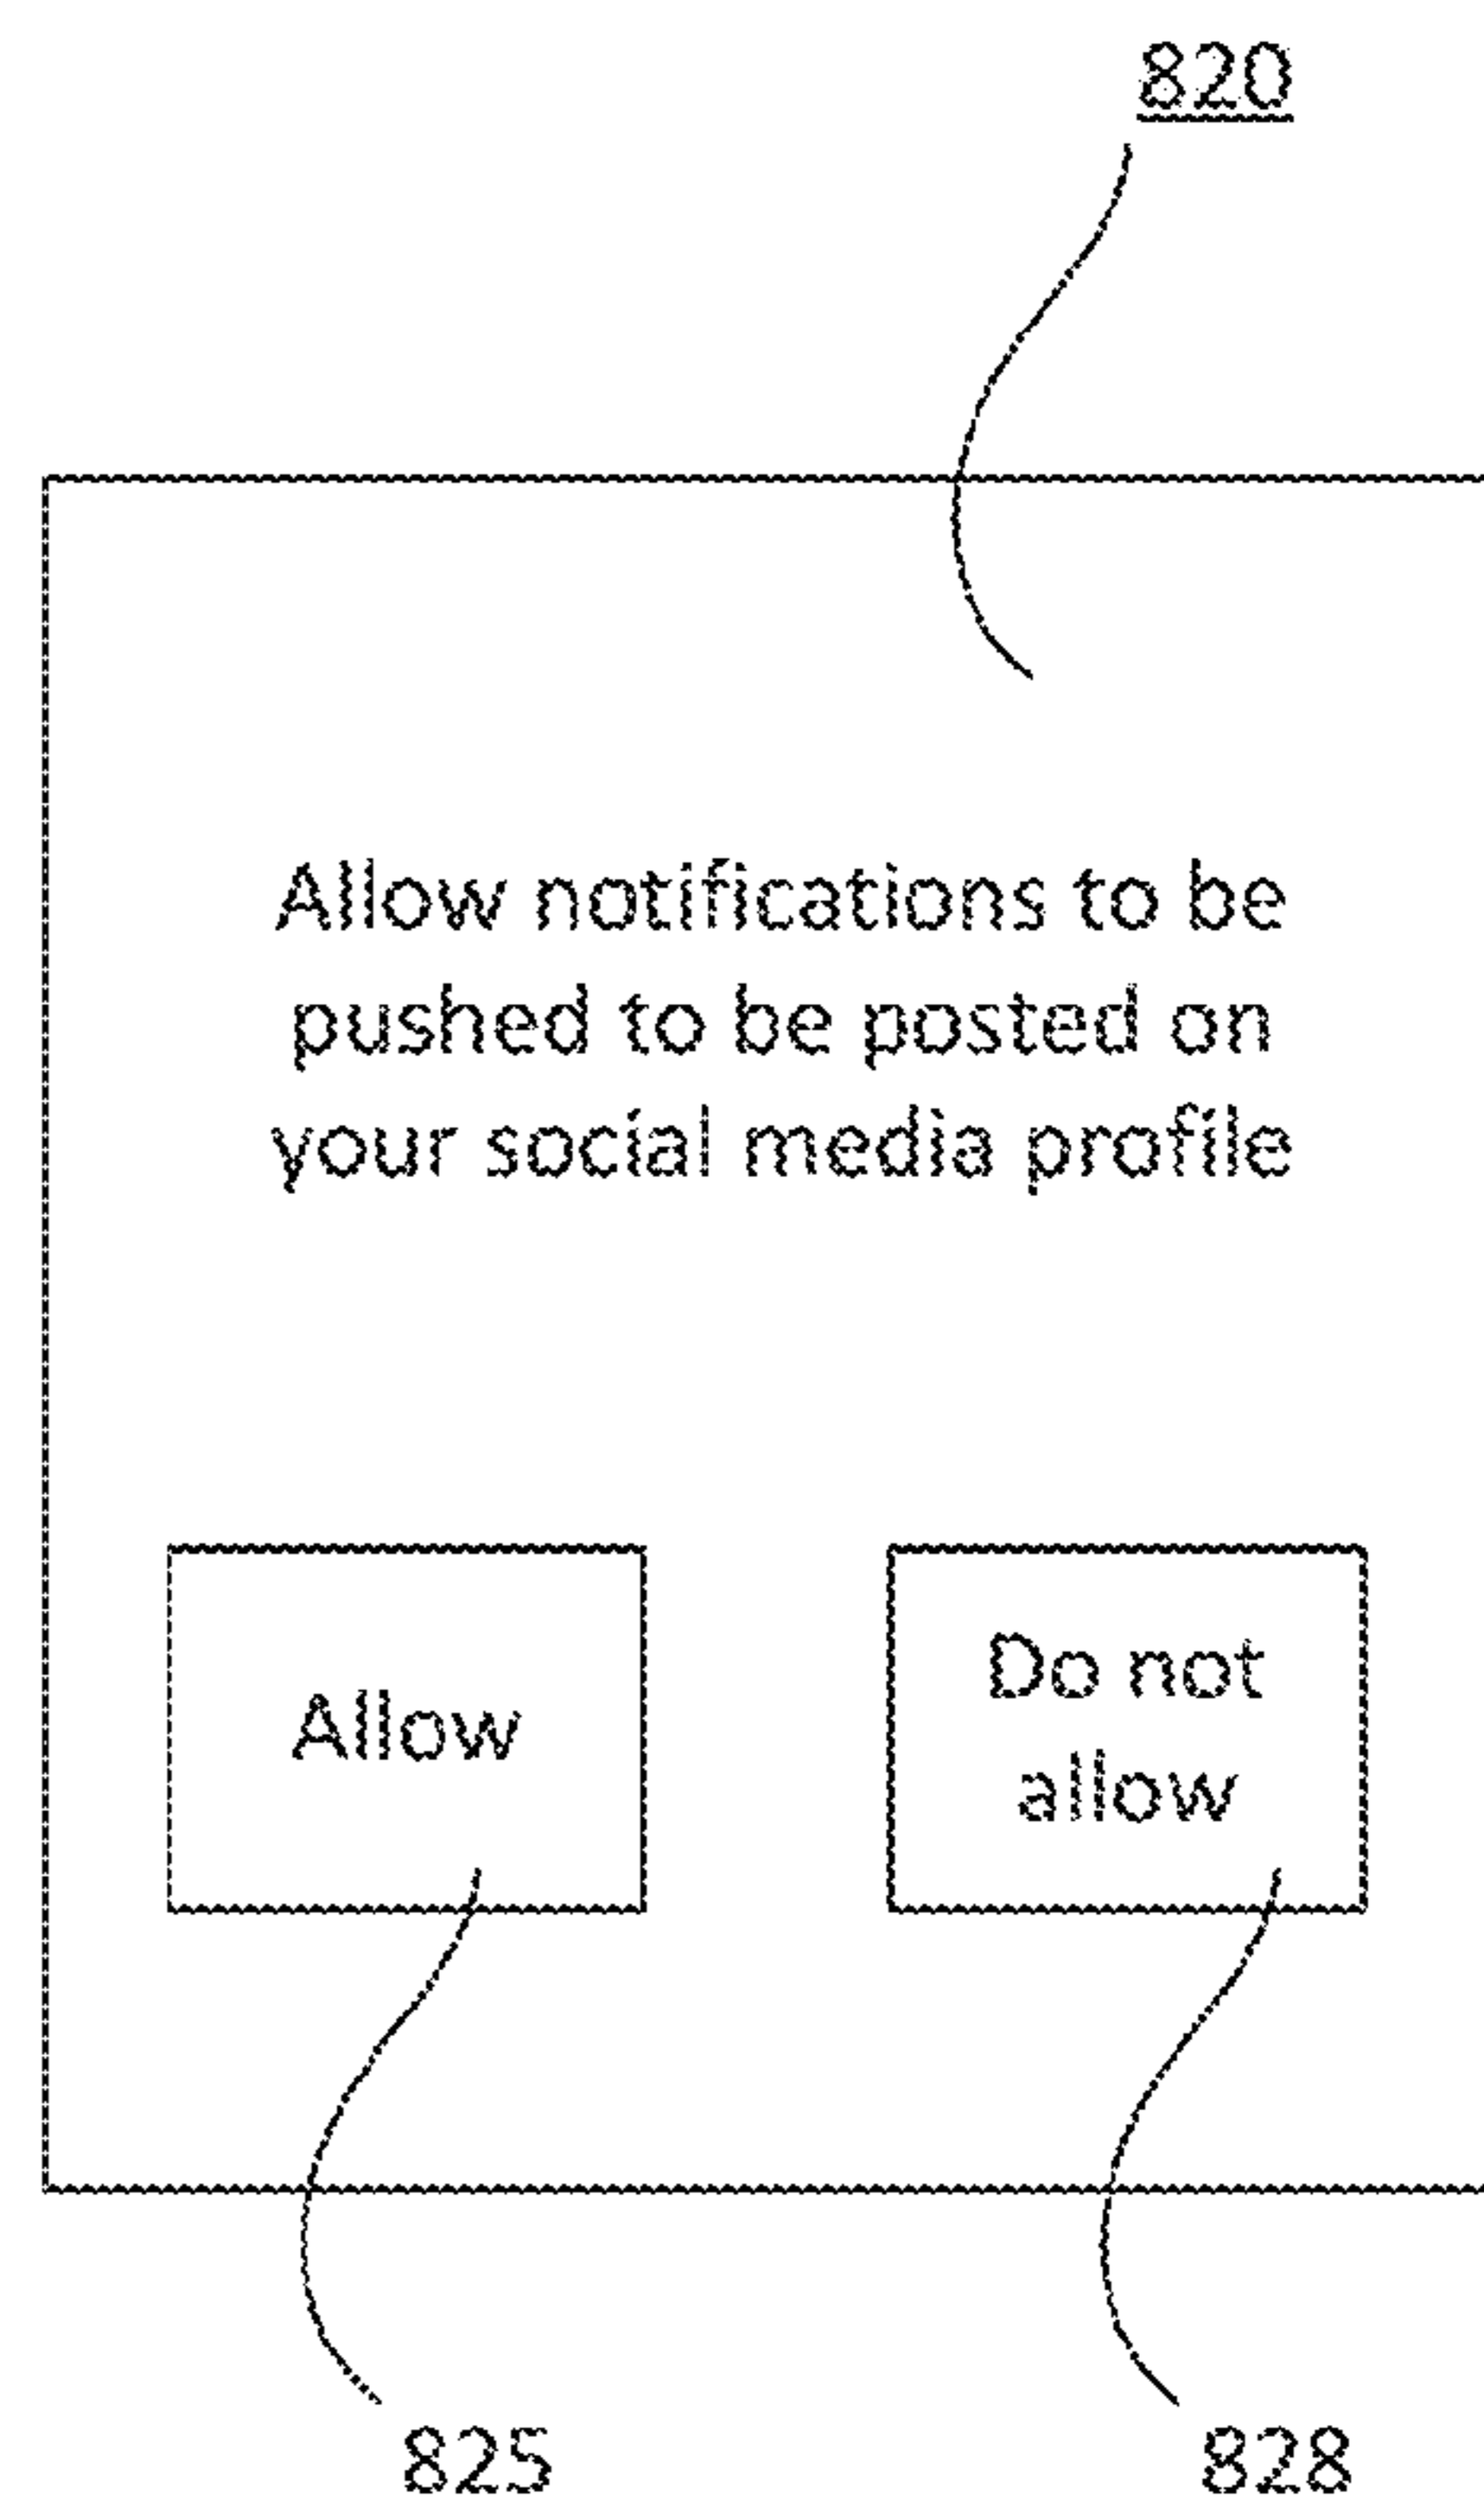 820
Allow notifications to be
pushed to be posted on
your social media profile
Allow
Do not
allow
825
828